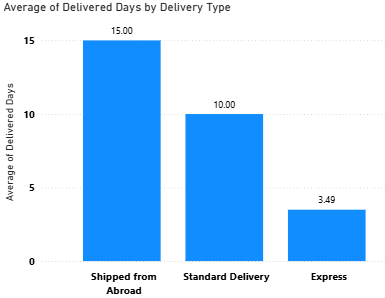 Average of Delivered Days by Delivery Type
Average of Delivered Days
15
10
5
0
15.00
10.00
3.49
Shipped from
Abroad
Standard Delivery
Express